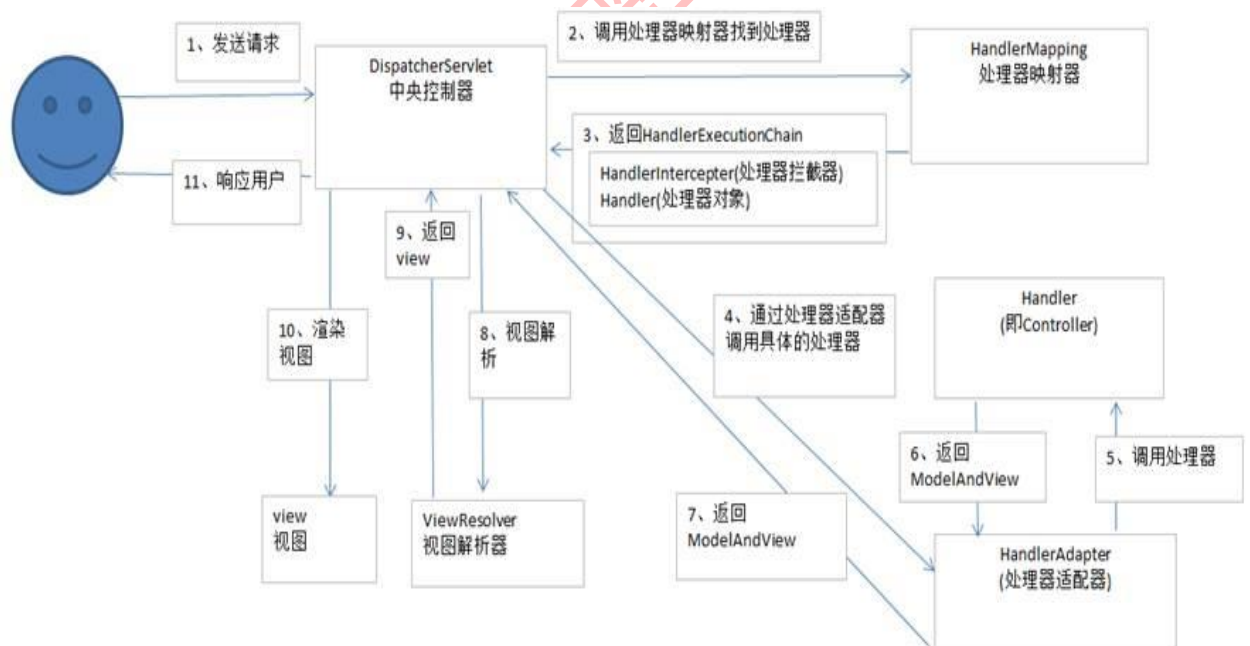 1、发送请求
2、调用处理器映射器找到处理器
DispatcherServlet
中央控制器
HandlerMapping
处理器映射器
3、返回HandlerExecutionChain
HandlerIntercepter(处理器拦截器)
Handler(处理器对象)
11、响应用户
9、返回
view
10、渲染
视图
8、视图解
析
4、通过处理器适配器
调用具体的处理器
Handler
(即Controller)
6、返回
ModelAndView
5、调用处理器
7、返回
ModelAndView
view
视图
ViewResolver
视图解析器
HandlerAdapter
(处理器适配器)